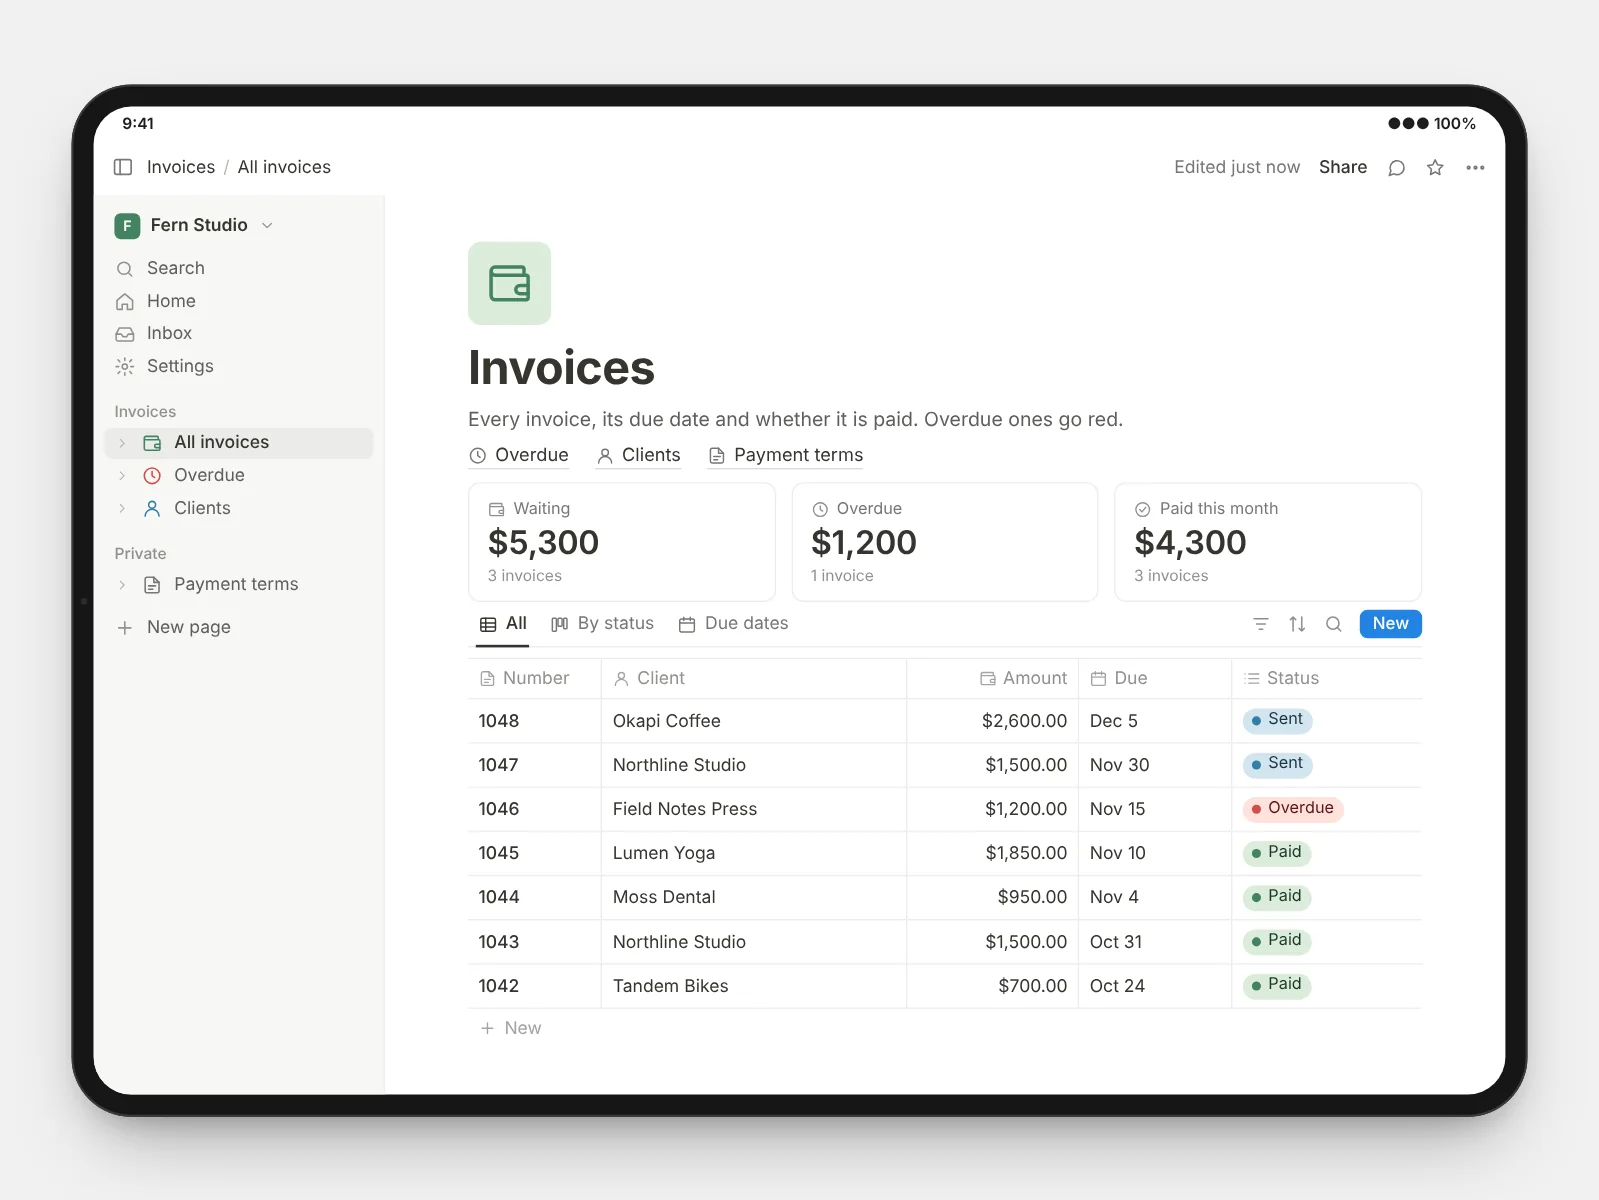 9:41
100%
Invoices / All invoices
Edited just now
Share
F
Fern Studio
Search
Home
Inbox
Settings
Invoices
All invoices
Overdue
Clients
Private
Payment terms
New page
Invoices
Every invoice, its due date and whether it is paid. Overdue ones go red.
Overdue Clients Payment terms
Waiting
$5,300
3 invoices
Overdue
$1,200
1 invoice
Paid this month
$4,300
3 invoices
All By status Due dates
New
Number Client Amount Due Status
1048 Okapi Coffee $2,600.00 Dec 5 Sent
1047 Northline Studio $1,500.00 Nov 30 Sent
1046 Field Notes Press $1,200.00 Nov 15 Overdue
1045 Lumen Yoga $1,850.00 Nov 10 Paid
1044 Moss Dental $950.00 Nov 4 Paid
1043 Northline Studio $1,500.00 Oct 31 Paid
1042 Tandem Bikes $700.00 Oct 24 Paid
New